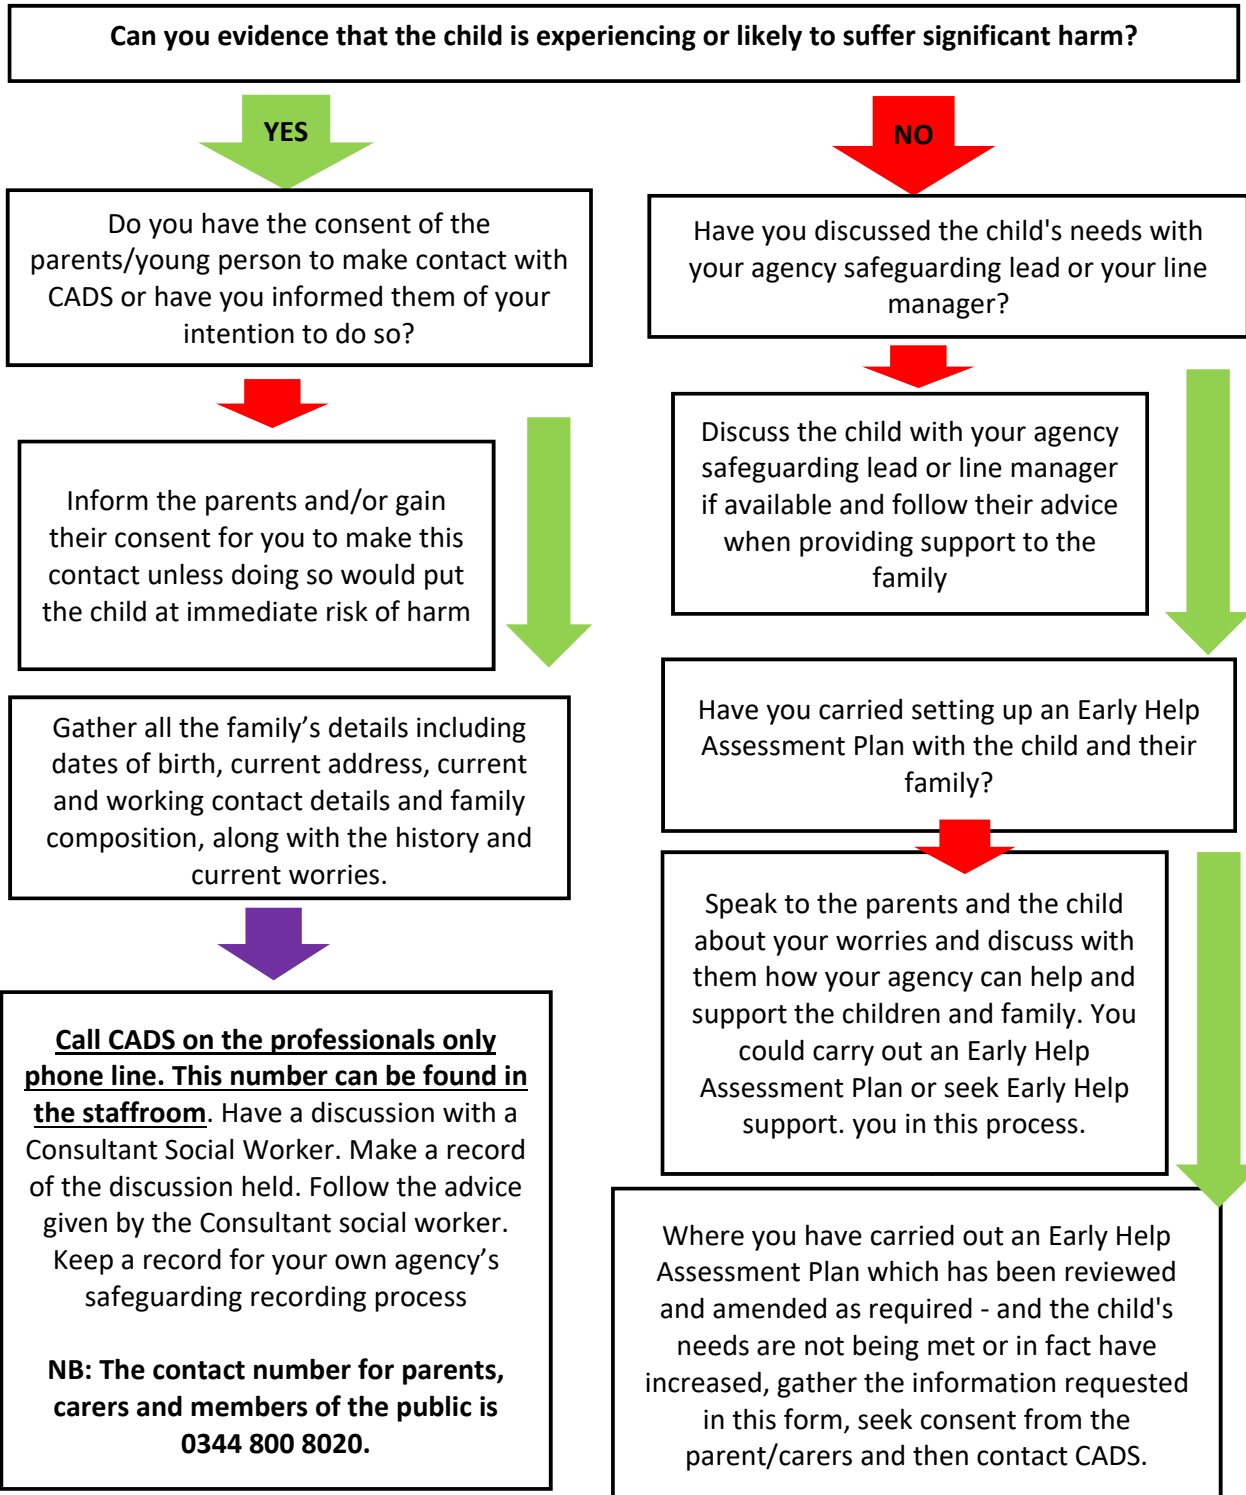 Can you evidence that the child is experiencing or likely to suffer significant harm?
YES
NO
Do you have the consent of the
parents/young person to make contact with
CADS or have you informed them of your
intention to do so?
Inform the parents and/or gain
their consent for you to make this
contact unless doing so would put
the child at immediate risk of harm
Gather all the family’s details including
dates of birth, current address, current
and working contact details and family
composition, along with the history and
current worries.
Call CADS on the professionals only
phone line. This number can be found in
the staffroom. Have a discussion with a
Consultant Social Worker. Make a record
of the discussion held. Follow the advice
given by the Consultant social worker.
Keep a record for your own agency’s
safeguarding recording process
NB: The contact number for parents,
carers and members of the public is
0344 800 8020.
Have you discussed the child's needs with
your agency safeguarding lead or your line
manager?
Discuss the child with your agency
safeguarding lead or line manager
if available and follow their advice
when providing support to the
family
Have you carried setting up an Early Help
Assessment Plan with the child and their
family?
Speak to the parents and the child
about your worries and discuss with
them how your agency can help and
support the children and family. You
could carry out an Early Help
Assessment Plan or seek Early Help
support. you in this process.
Where you have carried out an Early Help
Assessment Plan which has been reviewed
and amended as required - and the child's
needs are not being met or in fact have
increased, gather the information requested
in this form, seek consent from the
parent/carers and then contact CADS.